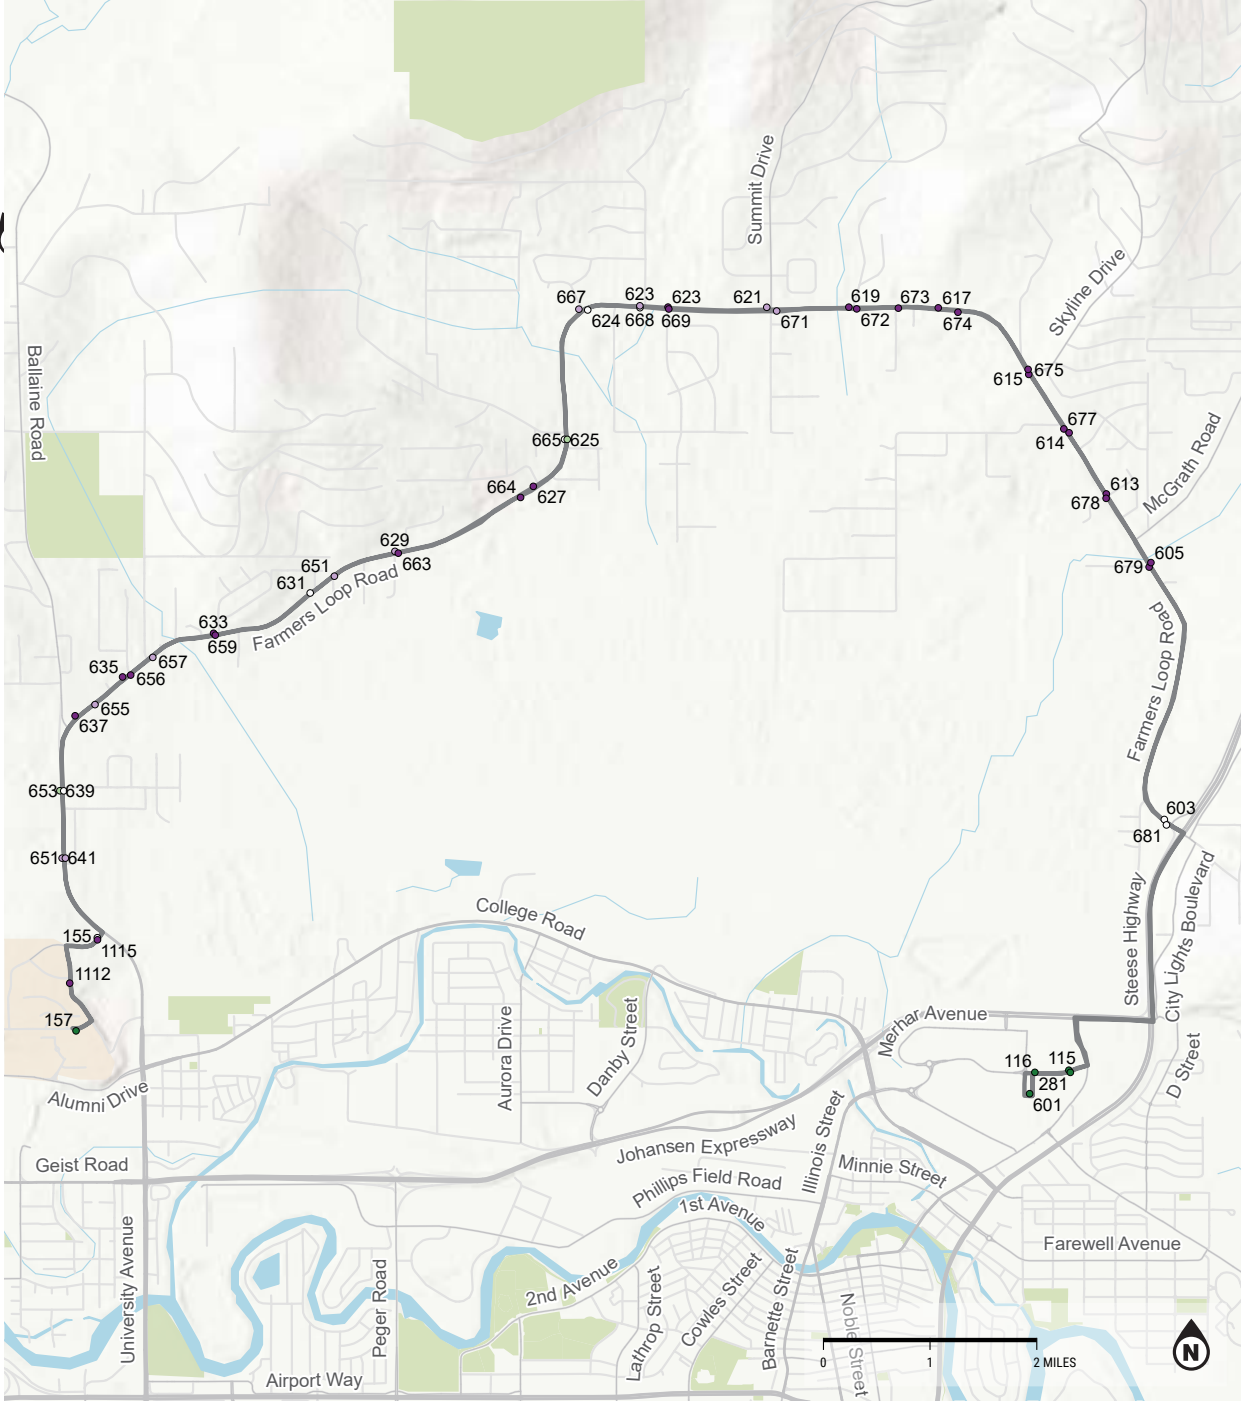 Summit Drive
Skyline Drive
667
623
623
621
619
673
617
624
668
669
671
672
674
675
615
Ballaine Road
677
614
665
625
McGrath Road
664
627
613
678
629
663
651
631
605
679
Farmers Loop Road
633
659
635
657
656
655
637
Farmers Loop Road
653
639
603
681
651
641
Steese Highway
City Lights Boulevard
College Road
155
1115
1112
157
Aurora Drive
Danby Street
Merhar Avenue
116
115
281
601
D Street
Alumni Drive
Johansen Expressway
Illinois Street
Geist Road
Phillips Field Road
Minnie Street
1st Avenue
University Avenue
Peger Road
2nd Avenue
Lathrop Street
Cowles Street
Barnette Street
Noble Street
Farewell Avenue
0
1
2 MILES
N
Airport Way